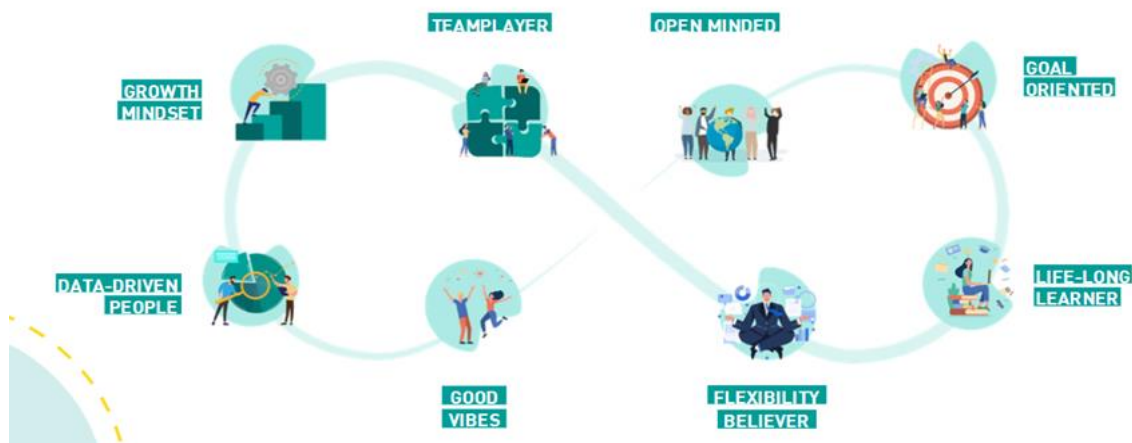 TEAMPLAYER
OPEN MINDED
GROWTH
MINDSET
GOAL
ORIENTED
DATA-DRIVEN
PEOPLE
LIFE-LONG
LEARNER
GOOD
VIBES
FLEXIBILITY
BELIEVER